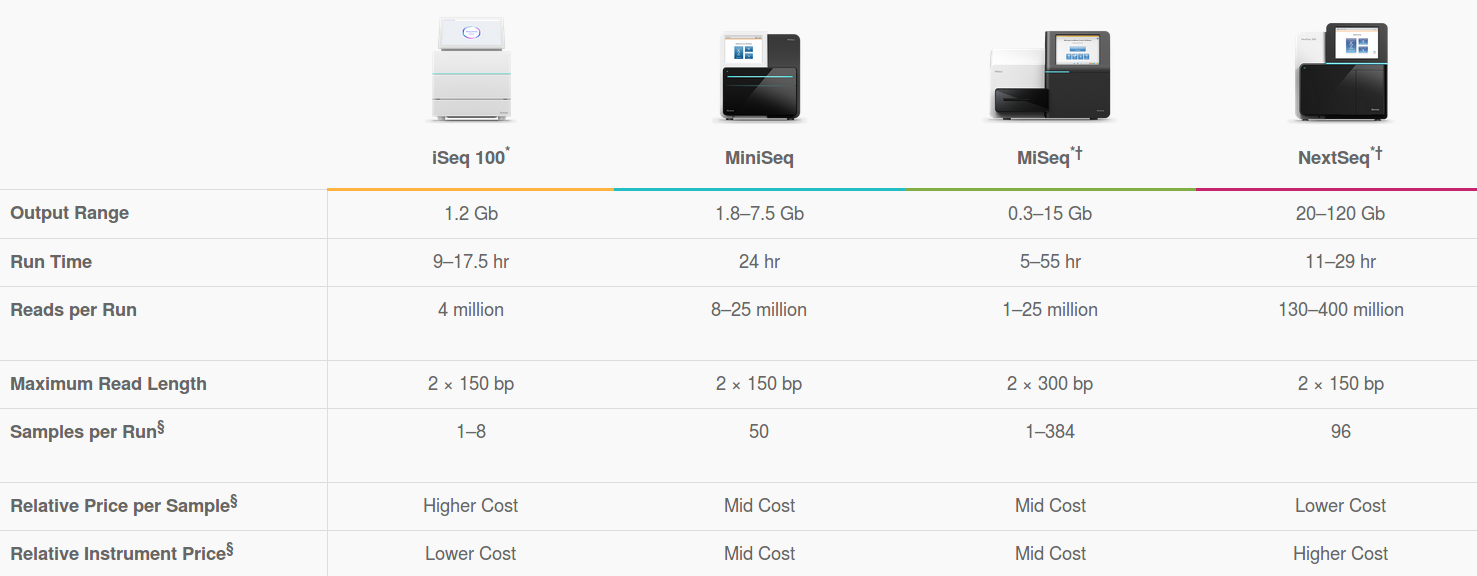 iSeq 100*
MiniSeq
MiSeq*†
NextSeq*†
Output Range 1.2 Gb 1.8–7.5 Gb 0.3–15 Gb 20–120 Gb
Run Time 9–17.5 hr 24 hr 5–55 hr 11–29 hr
Reads per Run 4 million 8–25 million 1–25 million 130–400 million
Maximum Read Length 2 × 150 bp 2 × 150 bp 2 × 300 bp 2 × 150 bp
Samples per Run§ 1–8 50 1–384 96
Relative Price per Sample§ Higher Cost Mid Cost Mid Cost Lower Cost
Relative Instrument Price§ Lower Cost Mid Cost Mid Cost Higher Cost